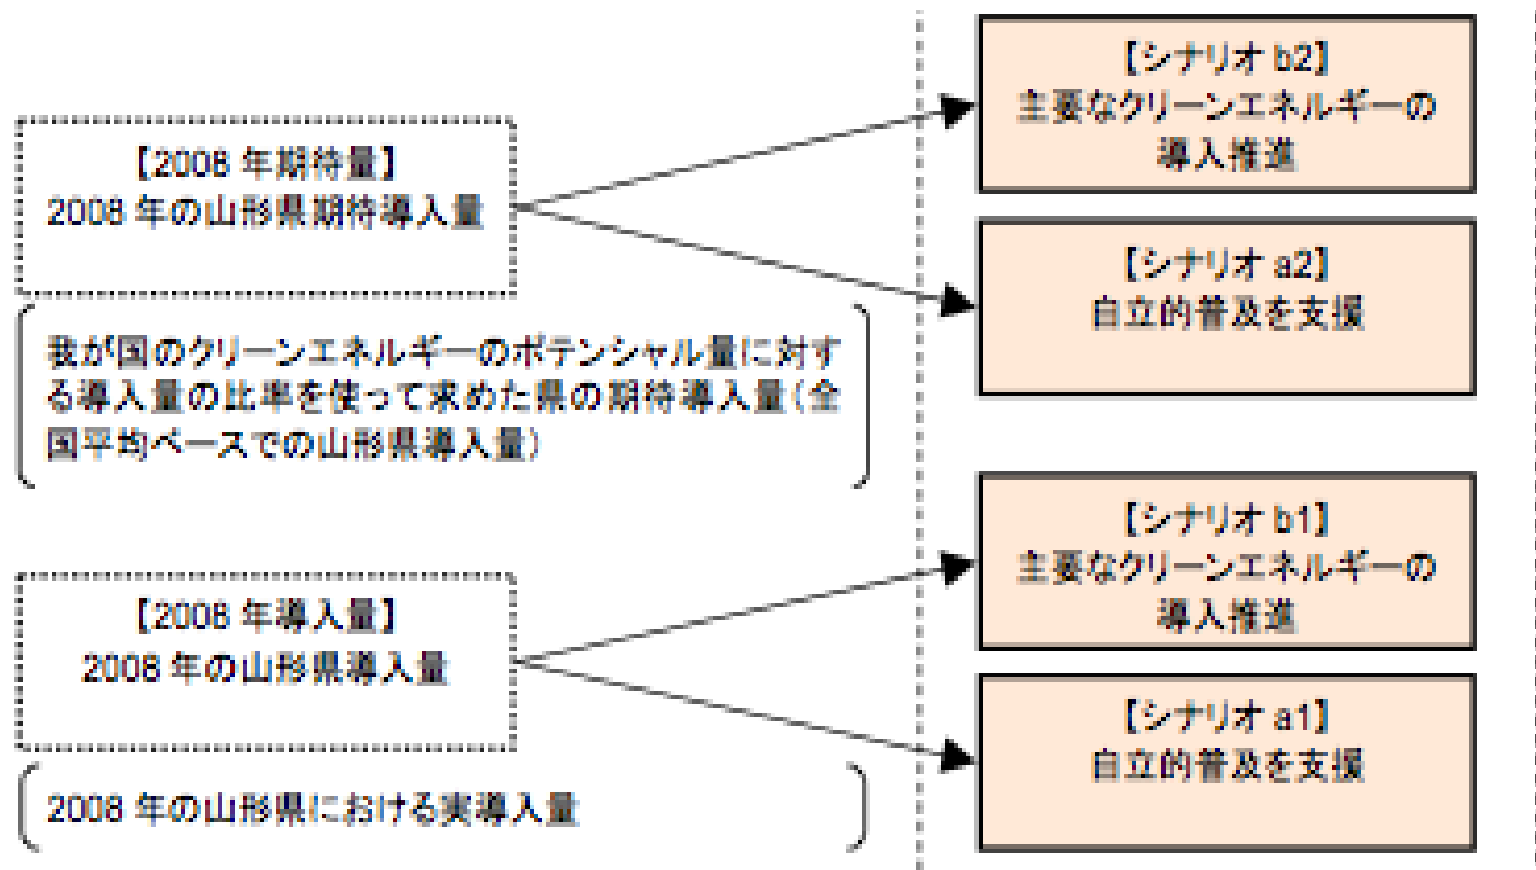 【2008 年期待量】
2008 年の山形県期待導入量
我が国のクリーンエネルギーのポテンシャル量に対す
る導入量の比率を使って求めた県の期待導入量(全
国平均ベースでの山形県導入量)
【シナリオ b2】
主要なクリーンエネルギーの
導入推進
【シナリオ a2】
自立的普及を支援
【2008 年導入量】
2008 年の山形県導入量
2008 年の山形県における実導入量
【シナリオ b1】
主要なクリーンエネルギーの
導入推進
【シナリオ a1】
自立的普及を支援